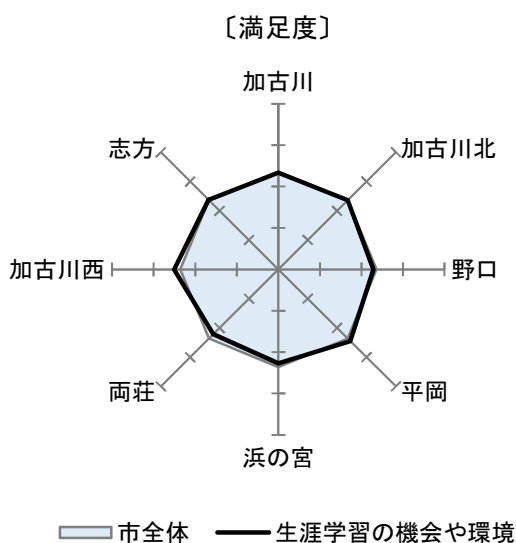 〔満足度〕
加古川
志方
加古川北
加古川西
野口
両荘
平岡
浜の宮
市全体
生涯学習の機会や環境